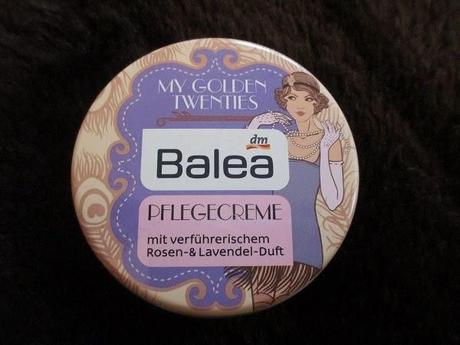 MY GOLDEN
TWENTIES
dm
Balea
PFLEGECREME
mit verführerischem
Rosen-& Lavendel-Duft